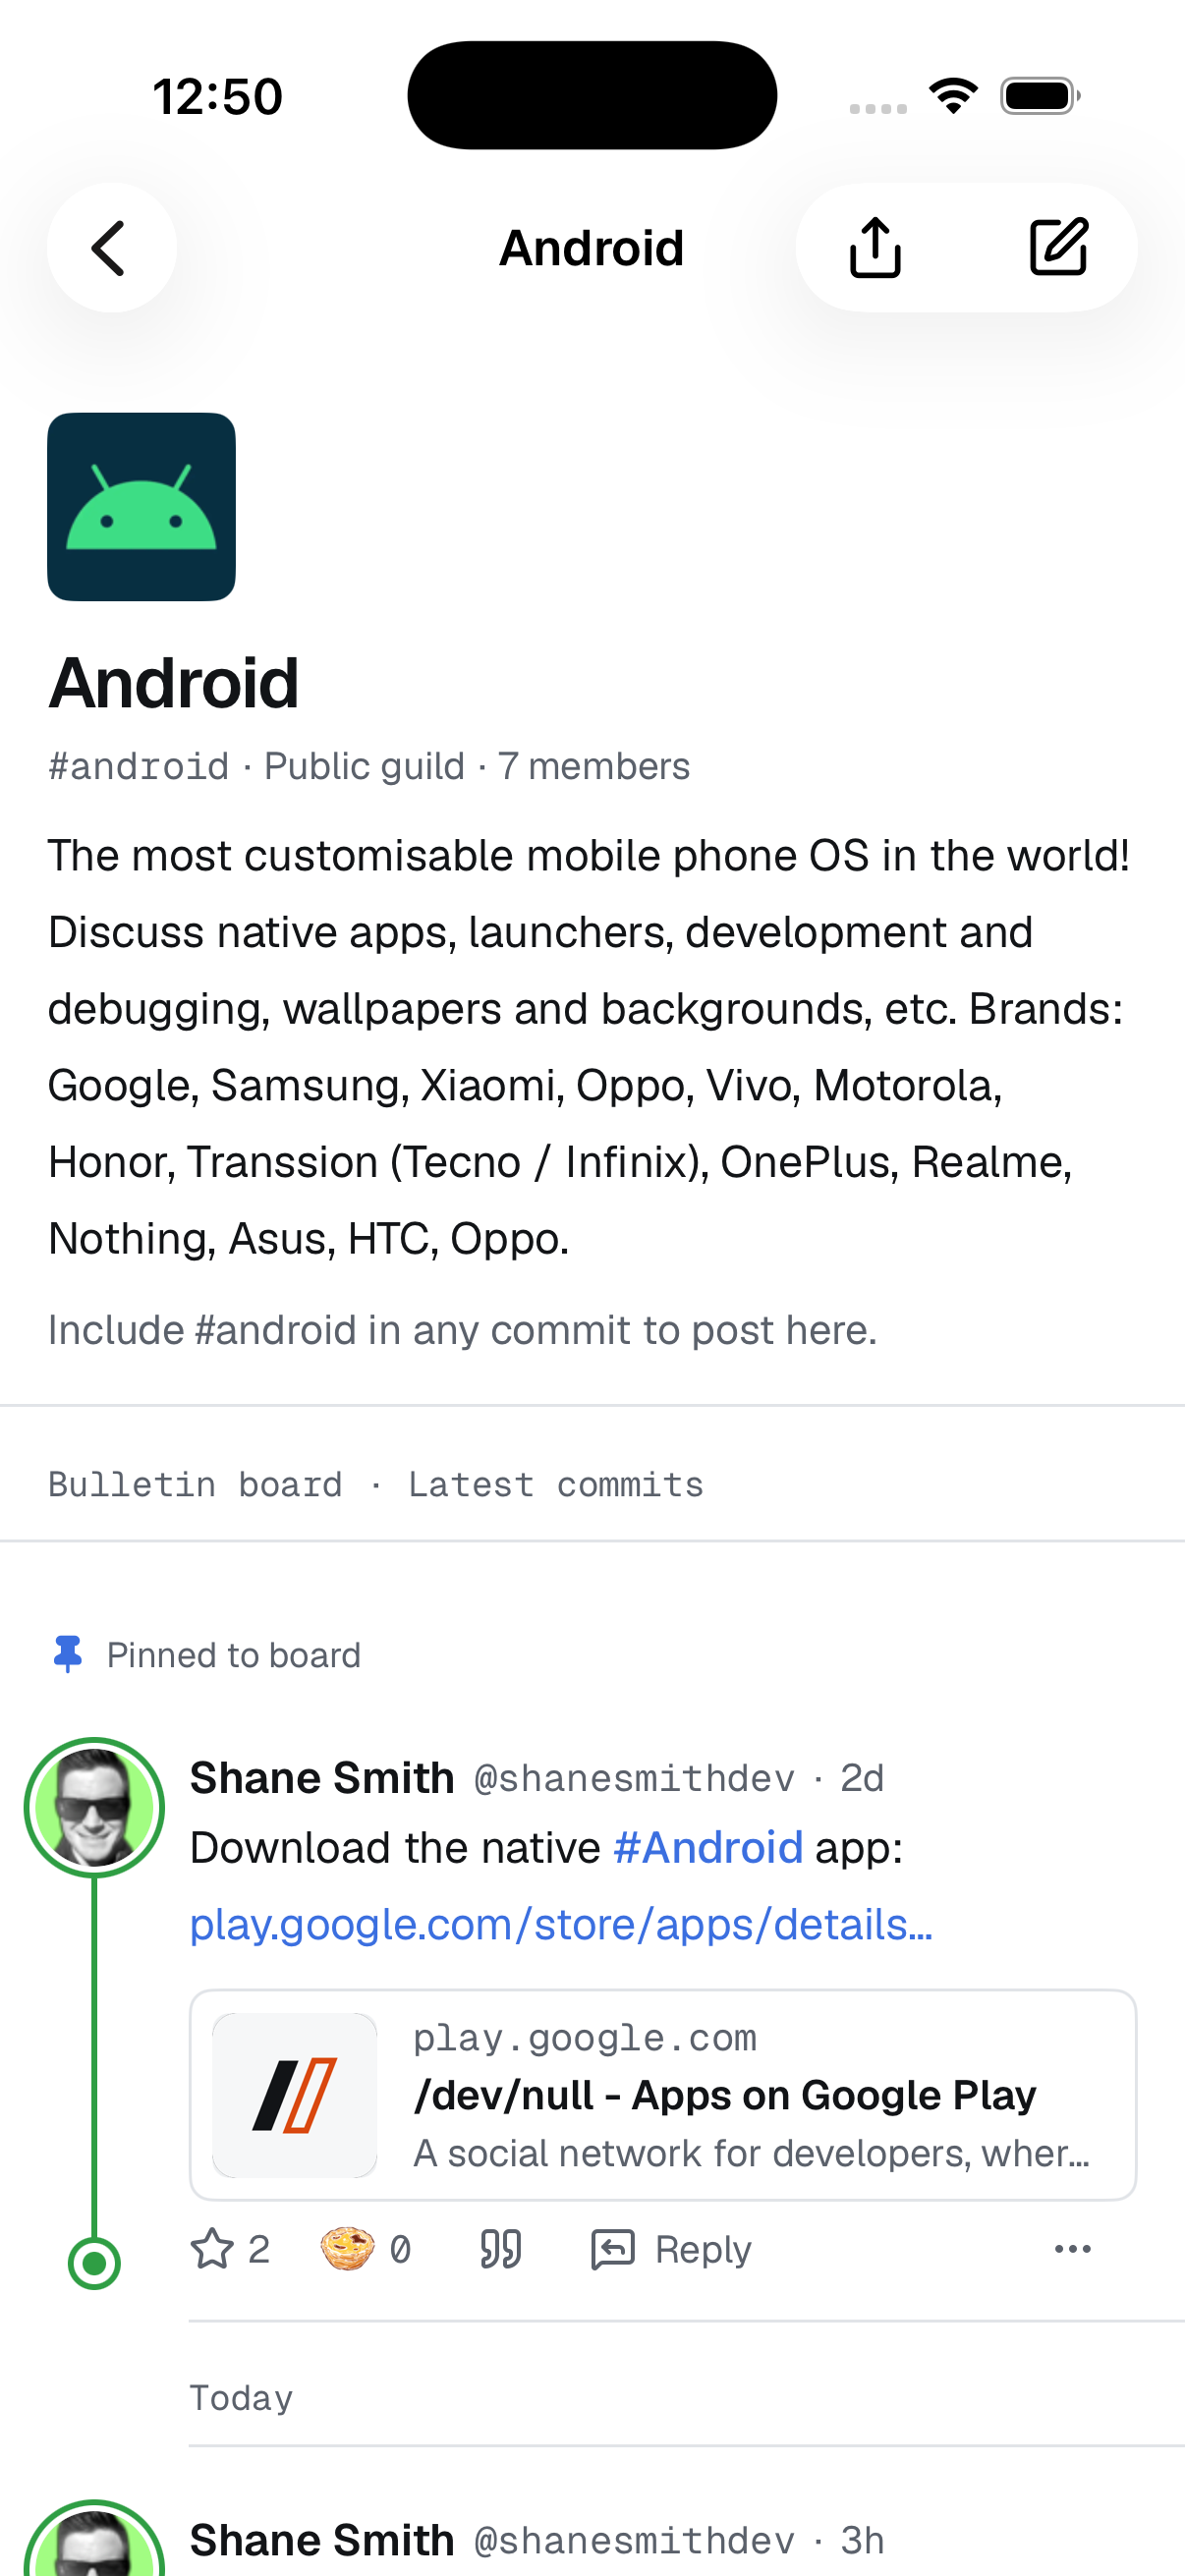 12:50
Android
Android
#android · Public guild · 7 members
The most customisable mobile phone OS in the world!
Discuss native apps, launchers, development and
debugging, wallpapers and backgrounds, etc. Brands:
Google, Samsung, Xiaomi, Oppo, Vivo, Motorola,
Honor, Transsion (Tecno / Infinix), OnePlus, Realme,
Nothing, Asus, HTC, Oppo.
Include #android in any commit to post here.
Bulletin board · Latest commits
Pinned to board
Shane Smith @shanesmithdev · 2d
Download the native #Android app:
play.google.com/store/apps/details…
play.google.com
/dev/null - Apps on Google Play
A social network for developers, wher…
2 0 Reply
Today
Shane Smith @shanesmithdev · 3h